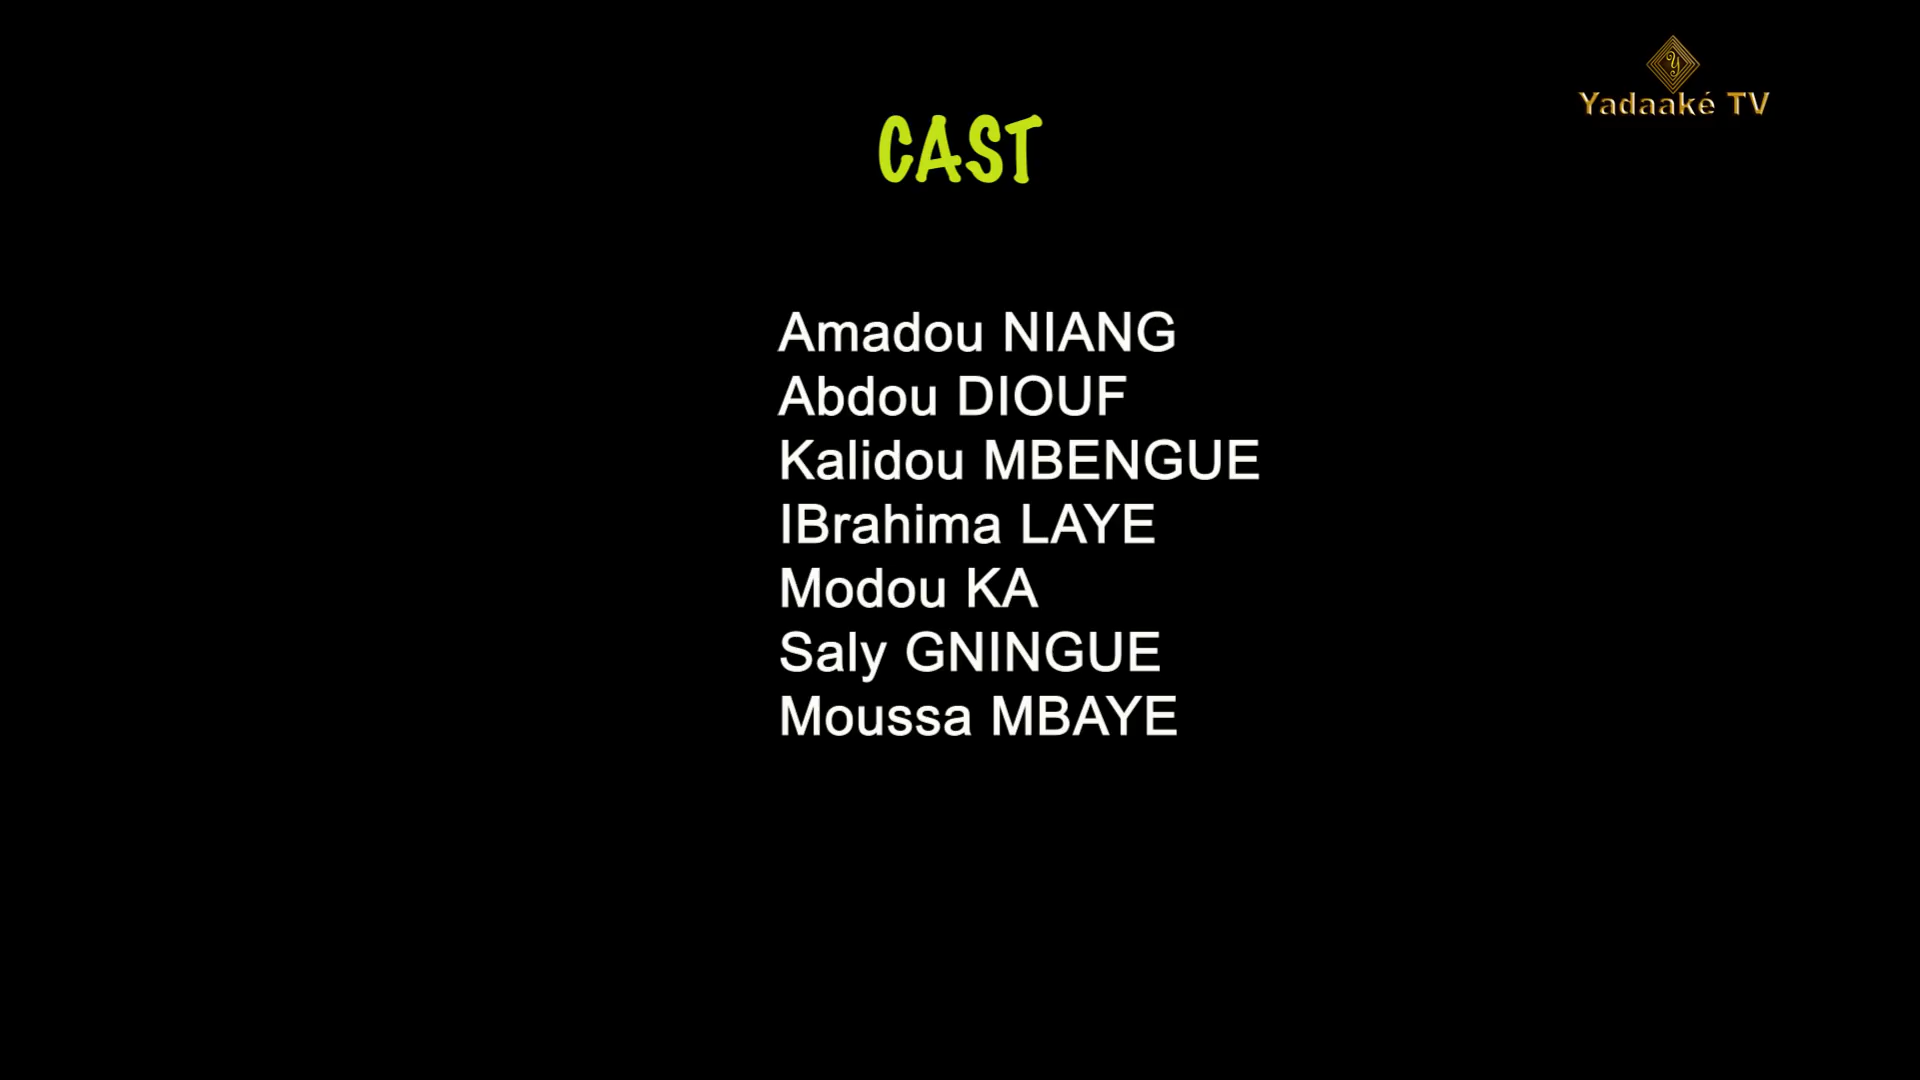 Yadaaké TV
CAST
Amadou NIANG
Abdou DIOUF
Kalidou MBENGUE
IBrahima LAYE
Modou KA
Saly GNINGUE
Moussa MBAYE